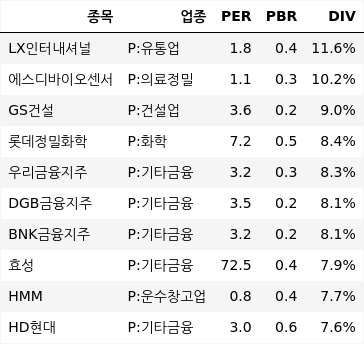 종목 업종 PER PBR DIV
LX인터내셔널 P:유통업 1.8 0.4 11.6%
에스디바이오센서 P:의료정밀 1.1 0.3 10.2%
GS건설 P:건설업 3.6 0.2 9.0%
롯데정밀화학 P:화학 7.2 0.5 8.4%
우리금융지주 P:기타금융 3.2 0.3 8.3%
DGB금융지주 P:기타금융 3.5 0.2 8.1%
BNK금융지주 P:기타금융 3.2 0.2 8.1%
효성 P:기타금융 72.5 0.4 7.9%
HMM P:운수창고업 0.8 0.4 7.7%
HD현대 P:기타금융 3.0 0.6 7.6%